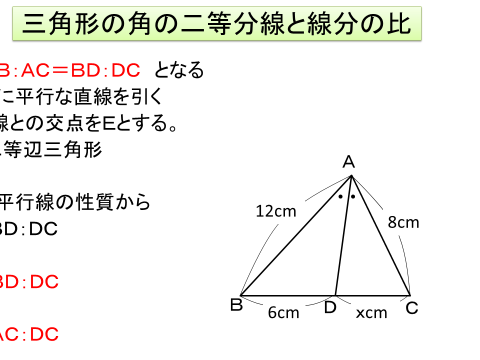 三角形の角の二等分線と線分の比
B:AC=BD:DC となる
に平行な直線を引く
線との交点をEとする。
等辺三角形
平行線の性質から
BD:DC
BD:DC
AC:DC
A
12cm
8cm
B
D
C
6cm
xcm